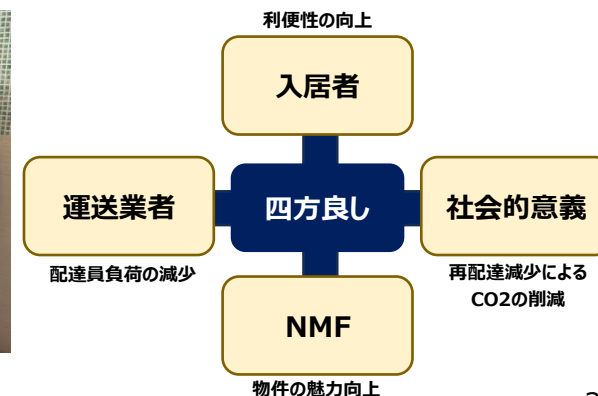 利便性の向上
入居者
運送業者
四方良し
社会的意義
配達員負荷の減少
再配達減少による
CO2の削減
NMF
物件の魅力向上